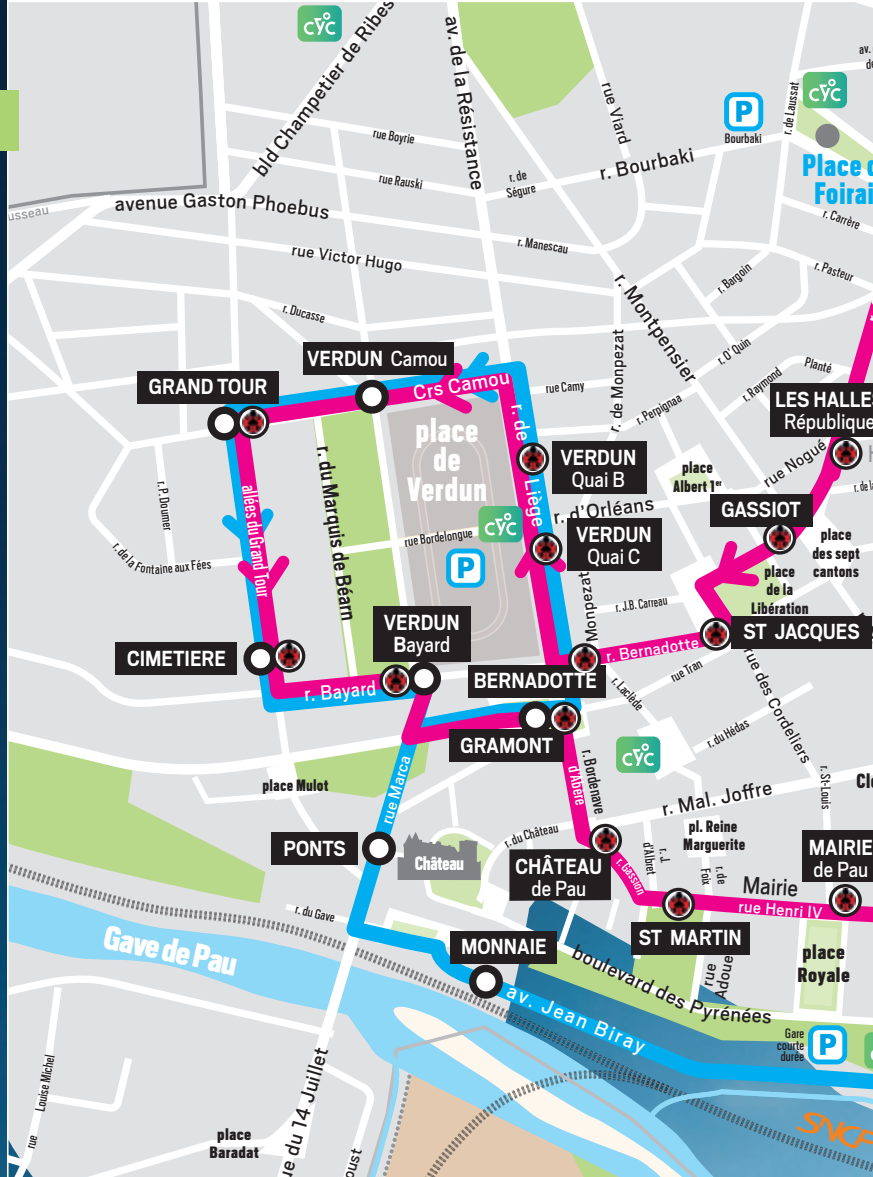 cycc
bld Champetier de Ribes
av. de la Résistance
rue Viard
av.
P
Bourbaki
r. de Laussat
cyc
rue Boyrie
rue Rauski
r. de
Ségure
r. Bourbaki
Place d
Foirai
usseau
avenue Gaston Phoebus
r. Carrère
rue Victor Hugo
r. Manescau
r. Bargoin
r. Pasteur
r. Montpensier
r. Ducasse
r. O'Quin
VERDUN Camou
GRAND TOUR
Crs Camou
rue Camy
r. de Monpezat
Planté
r. Raymond
r. Perpignaa
LES HALLES
République
place
de
Verdun
r. de Liège
VERDUN
Quai B
place
Albert 1er
rue Nogué
r. de la
r. P. Doumer
r. du Marquis de Béarn
allées du Grand Tour
r. d'Orléans
GASSIOT
cyc
rue Bordelongue
VERDUN
Quai C
place
des sept
cantons
r. de la Fontaine aux Fées
P
Monpezat
r. J.B. Carreau
place
de la
Libération
VERDUN
Bayard
ST JACQUES
CIMETIERE
r. Bernadotte
r. Bayard
BERNADOTTE
rue Tran
r. Laclède
rue des Cordeliers
GRAMONT
cyc
r. du Hédas
place Mulot
rue Marca
r. Bordenave
d'Abère
r. St-Louis
r. Mal. Joffre
PONTS
Château
r. du Château
pl. Reine
Marguerite
CHÂTEAU
de Pau
r. Gassion
r. J.
d'Albret
r. de
Foix
MAIRIE
de Pau
Mairie
rue Henri IV
r. du Gave
Gave de Pau
MONNAIE
ST MARTIN
place
Royale
boulevard des Pyrénées
rue
Adoue
av. Jean Biray
Gare
courte
durée
P
rue
Louise Michel
ue du 14 Juillet
place
Baradat
oust
SNCF